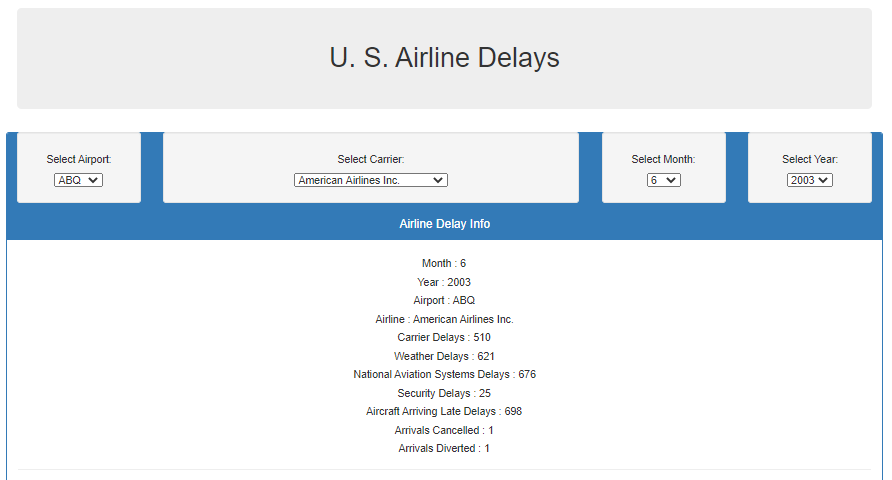 U. S. Airline Delays
Select Airport:
ABQ
Select Carrier:
American Airlines Inc.
Select Month:
6
Select Year:
2003
Airline Delay Info
Month : 6
Year : 2003
Airport : ABQ
Airline : American Airlines Inc.
Carrier Delays : 510
Weather Delays : 621
National Aviation Systems Delays : 676
Security Delays : 25
Aircraft Arriving Late Delays : 698
Arrivals Cancelled : 1
Arrivals Diverted : 1